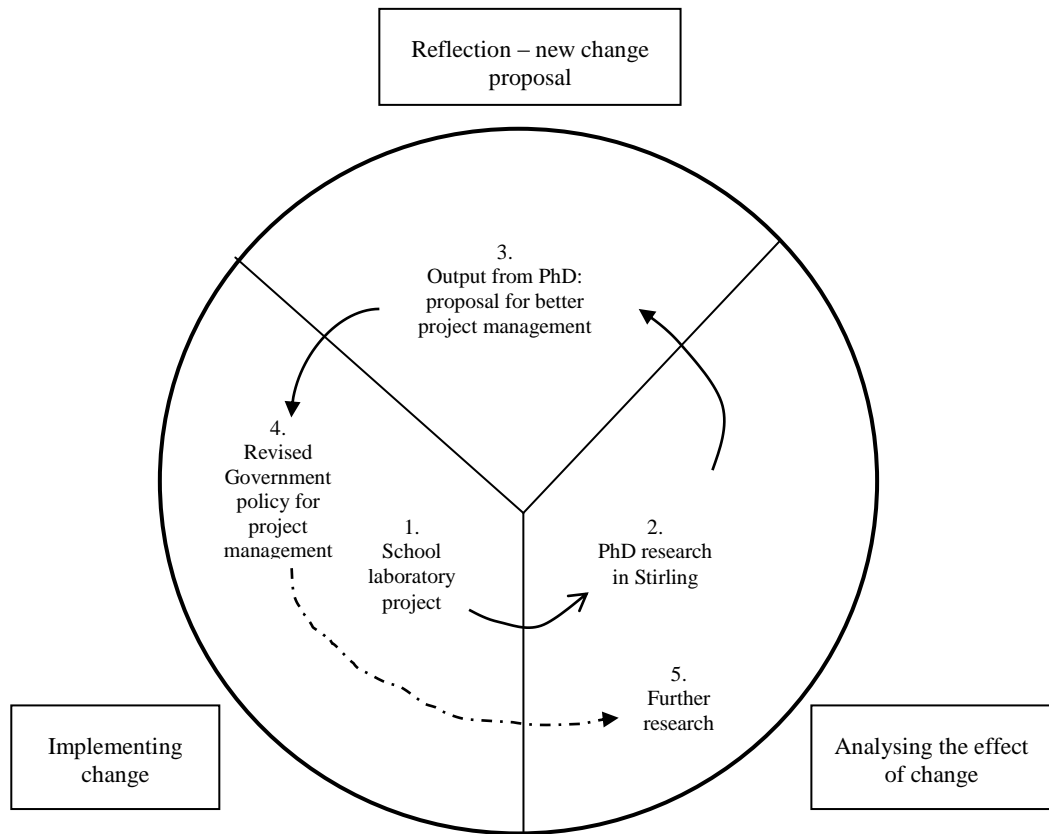 Reflection – new change
proposal
3.
Output from PhD:
proposal for better
project management
4.
Revised
Government
policy for
project
management
1.
School
laboratory
project
2.
PhD research
in Stirling
5.
Further
research
Implementing
change
Analysing the effect
of change